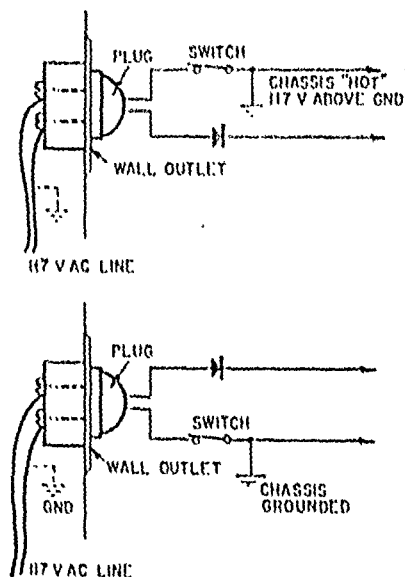 PLUG
SWITCH
CHASSIS "HOT"
117 V ABOVE GND
WALL OUTLET
117 V AC LINE
PLUG
SWITCH
WALL OUTLET
GND
CHASSIS
GROUNDED
117 V AC LINE